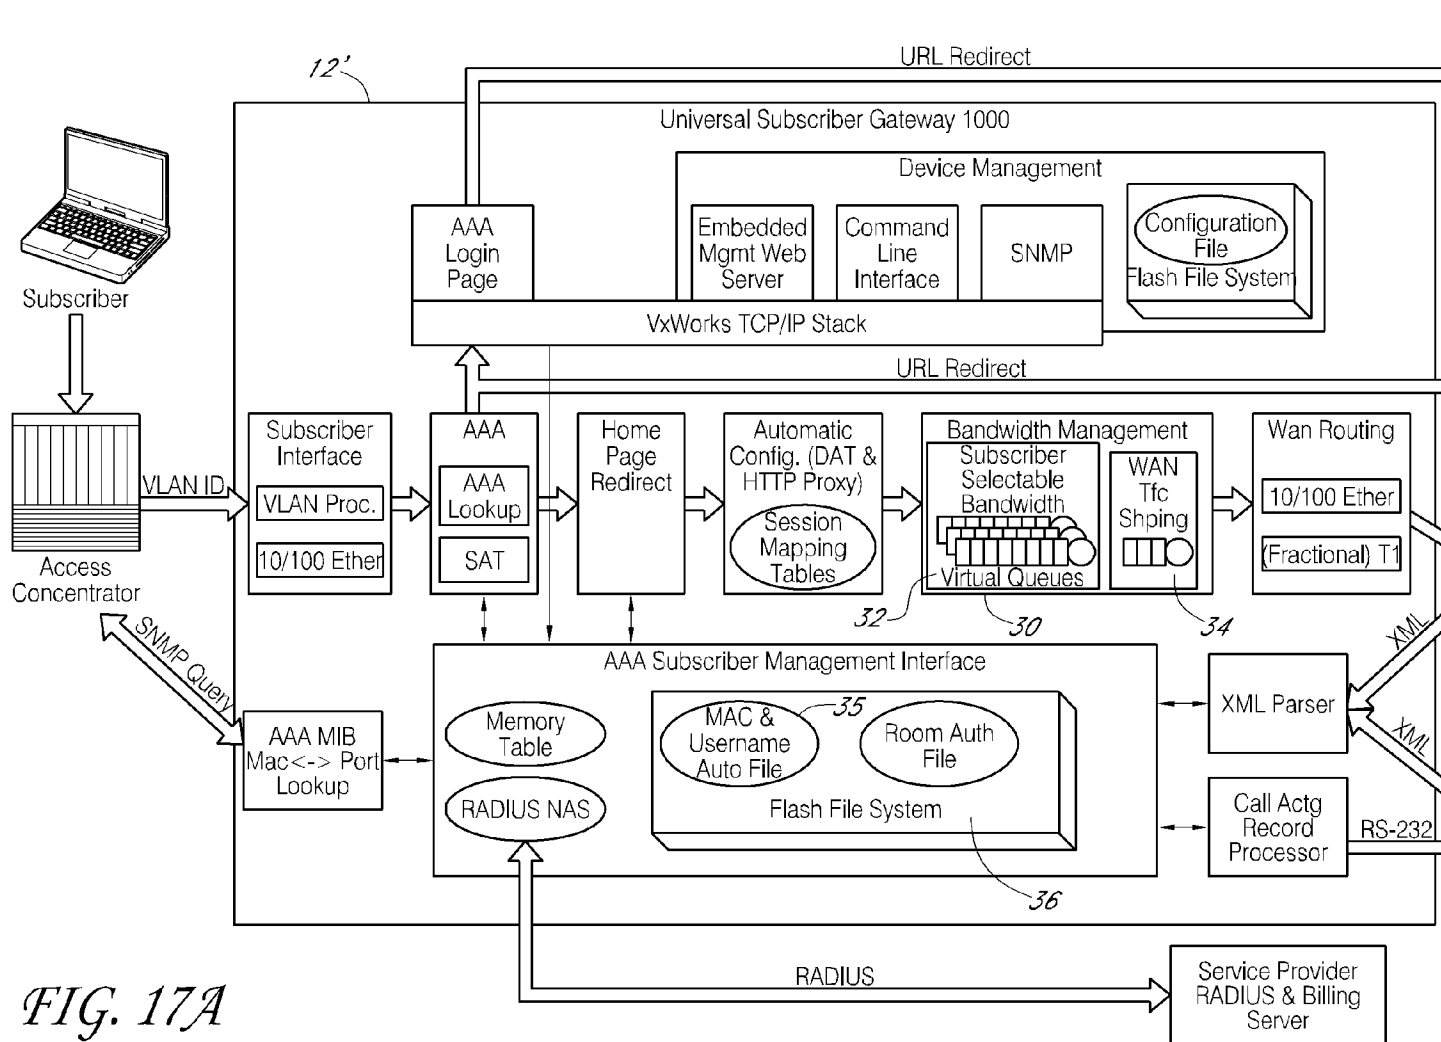 URL Redirect
12'
Universal Subscriber Gateway 1000
Device Management
AAA
Login
Page
Embedded
Mgmt Web
Server
Command
Line
Interface
SNMP
Configuration
File
Flash File System
Subscriber
VxWorks TCP/IP Stack
URL Redirect
Subscriber
Interface
VLAN Proc.
10/100 Ether
AAA
AAA
Lookup
SAT
Home
Page
Redirect
Automatic
Config. (DAT &
HTTP Proxy)
Session
Mapping
Tables
Bandwidth Management
Subscriber
Selectable
Bandwidth
Virtual Queues
WAN
Tfc
Shping
Wan Routing
10/100 Ether
(Fractional) T1
VLAN ID
Access
Concentrator
32
30
34
SNMP Query
XML
AAA Subscriber Management Interface
Memory
Table
RADIUS NAS
MAC &
Username
Auto File
35
Room Auth
File
Flash File System
36
AAA MIB
Mac<-> Port
Lookup
XML Parser
XML
Call Actg
Record
Processor
RS-232
RADIUS
Service Provider
RADIUS & Billing
Server
FIG. 17A